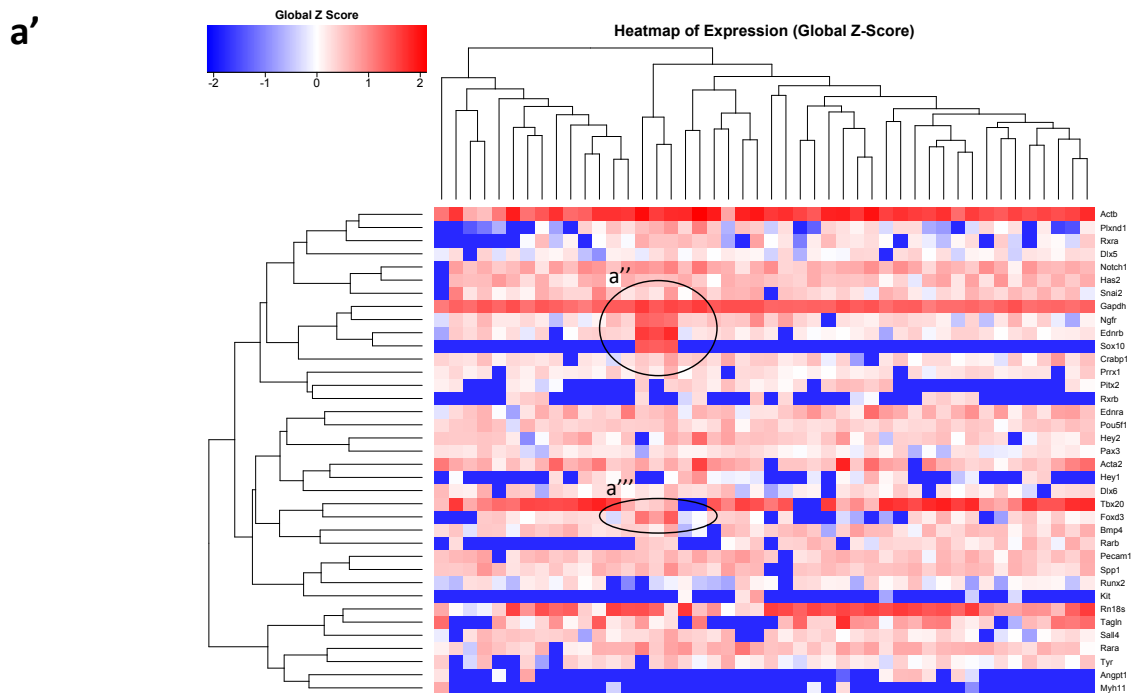 a’
Global Z Score
-2 -1 0 1 2
Heatmap of Expression (Global Z-Score)
Actb
Plxnd1
Rxra
Dlx5
Notch1
Has2
Snai2
a’’
Gapdh
Ngfr
Ednrb
Sox10
Crabp1
Prrx1
Pitx2
Rxrb
Ednra
Pou5f1
Hey2
Pax3
Acta2
Hey1
a’’’
Dlx6
Tbx20
Foxd3
Bmp4
Rarb
Pecam1
Spp1
Runx2
Kit
Rn18s
Tagln
Sall4
Rara
Tyr
Angpt1
Myh11